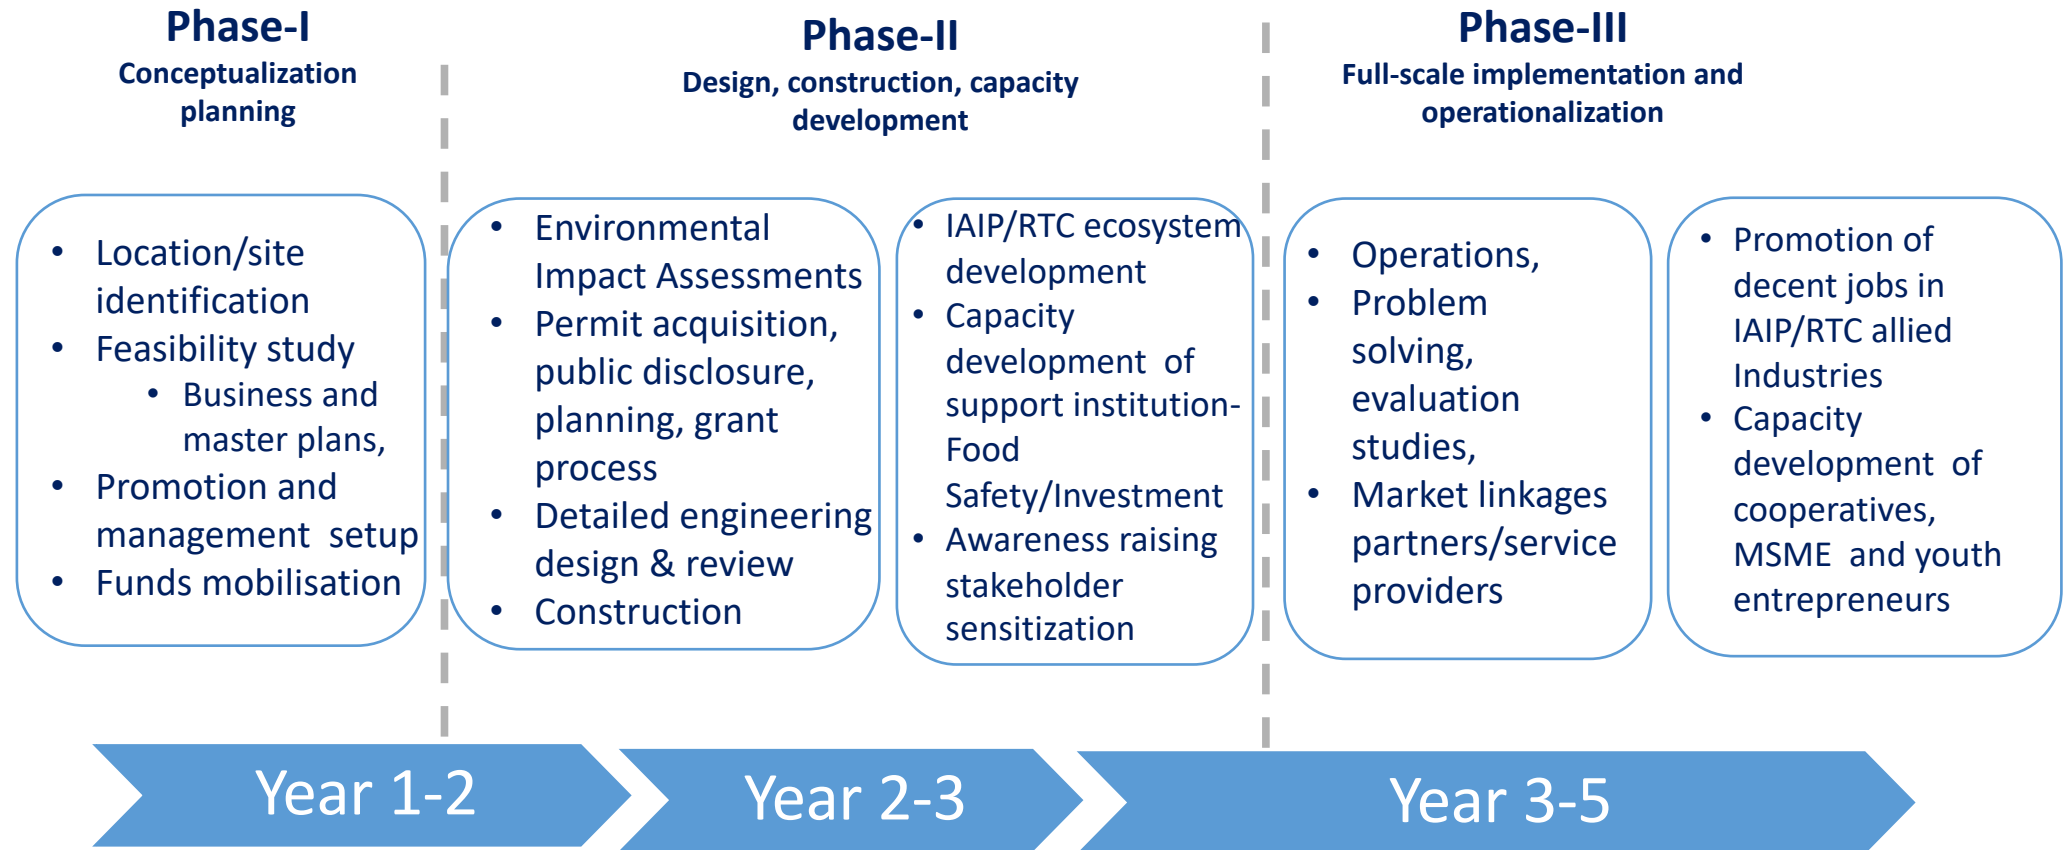 Phase-I
Conceptualization
planning
Phase-II
Design, construction, capacity
development
Phase-III
Full-scale implementation and
operationalization
• Location/site
identification
• Feasibility study
• Business and
master plans,
• Promotion and
management setup
• Funds mobilisation
• Environmental
Impact Assessments
• Permit acquisition,
public disclosure,
planning, grant
process
• Detailed engineering
design & review
• Construction
• IAIP/RTC ecosystem
development
• Capacity
development of
support institution-
Food
Safety/Investment
• Awareness raising
stakeholder
sensitization
• Operations,
• Problem
solving,
evaluation
studies,
• Market linkages
partners/service
providers
• Promotion of
decent jobs in
IAIP/RTC allied
Industries
• Capacity
development of
cooperatives,
MSME and youth
entrepreneurs
Year 1-2
Year 2-3
Year 3-5